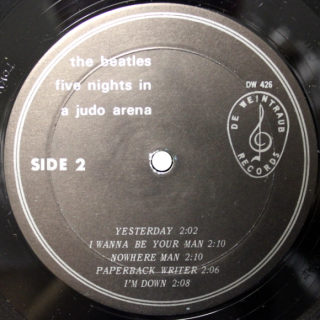 the beatles
five nights in
a judo arena
DW 426
DE WEINTRAUB
RECORDS
SIDE 2
YESTERDAY 2:02
I WANNA BE YOUR MAN 2:10
NOWHERE MAN 2:10
PAPERBACK WRITER 2:06
I'M DOWN 2:08